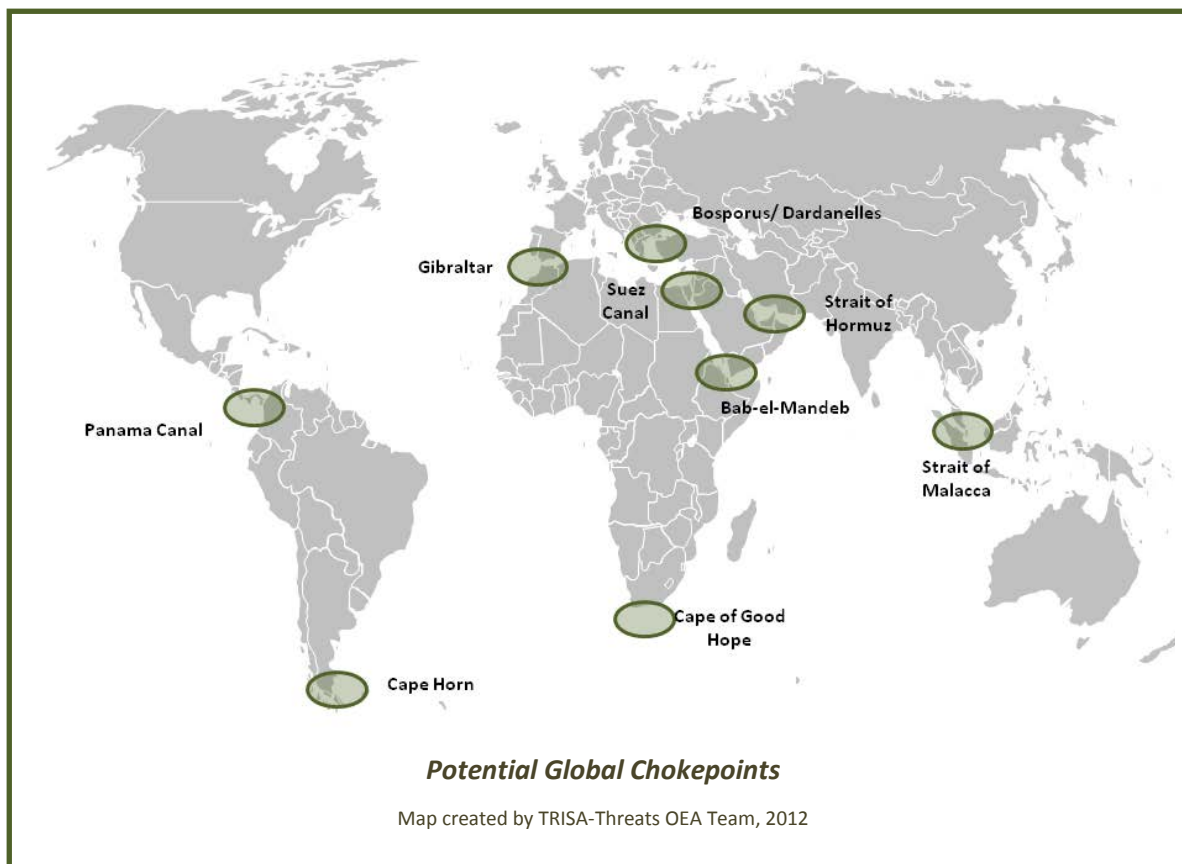 Bosporus/ Dardanelles
Gibraltar
Suez
Canal
Strait of
Hormuz
Bab-el-Mandeb
Panama Canal
Strait of
Malacca
Cape of Good
Hope
Cape Horn
Potential Global Chokepoints
Map created by TRISA-Threats OEA Team, 2012